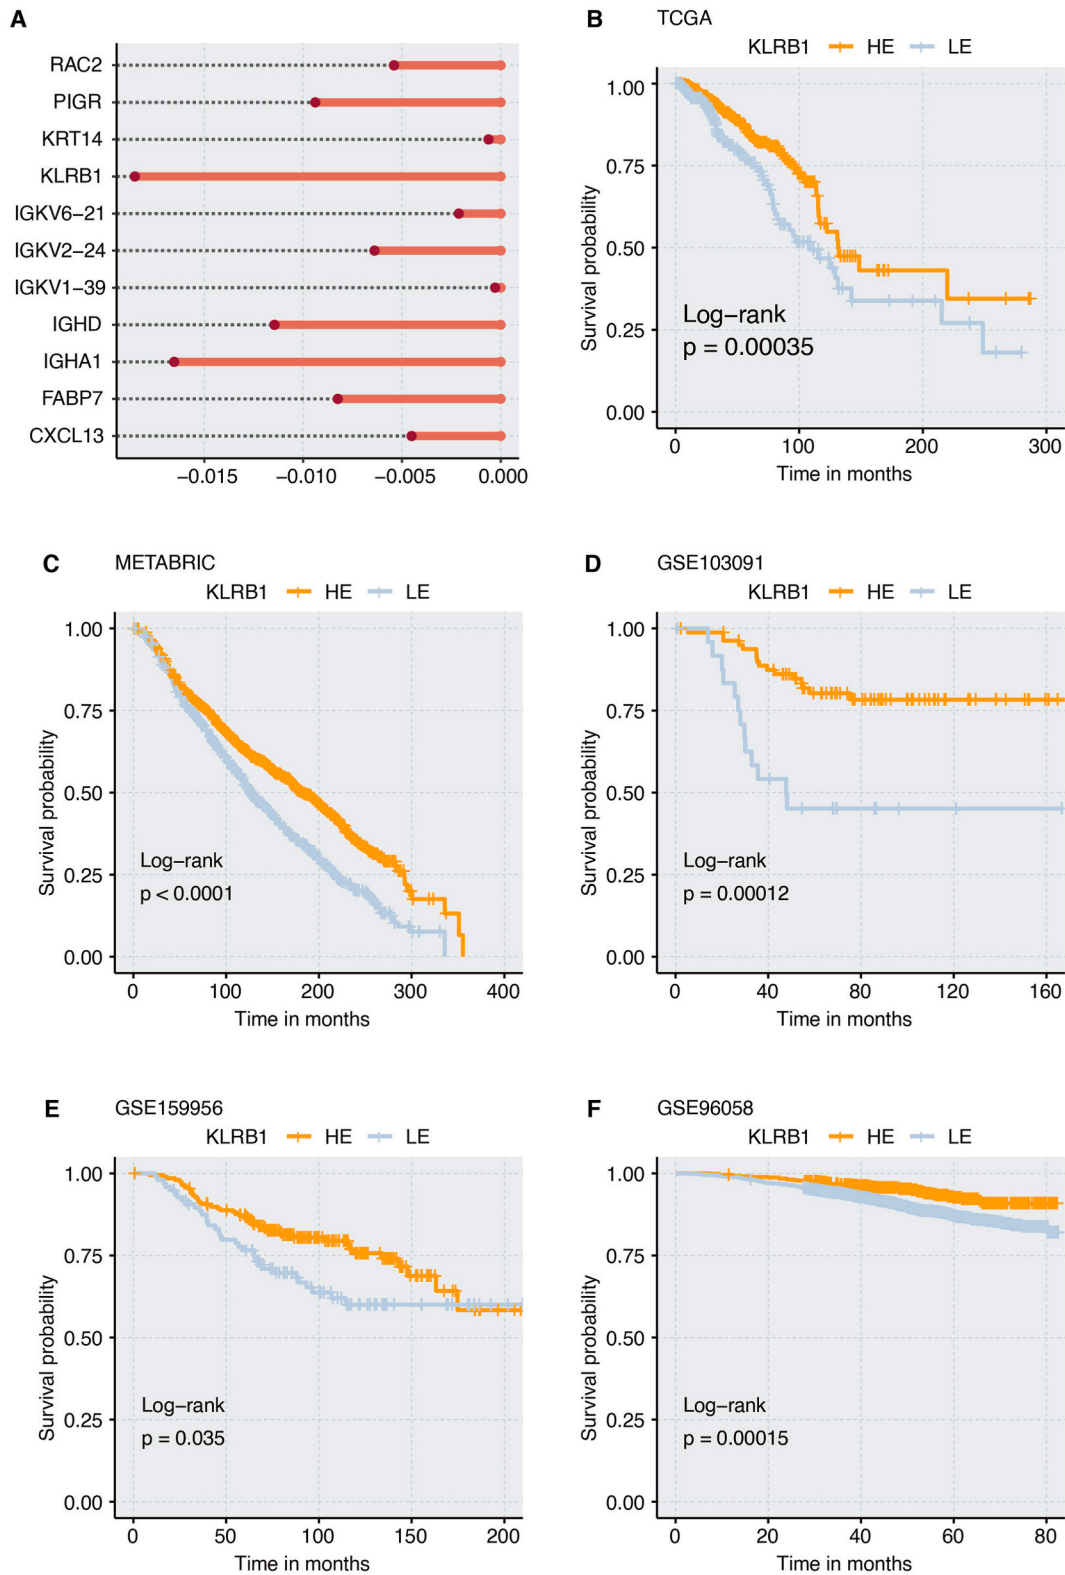 A
RAC2
PIGR
KRT14
KLRB1
IGKV6−21
IGKV2−24
IGKV1−39
IGHD
IGHA1
FABP7
CXCL13
−0.015 −0.010 −0.005 0.000
B TCGA
KLRB1 HE LE
1.00
0.75
0.50
0.25
0.00
Survival probability
Log−rank
p = 0.00035
0 100 200 300
Time in months
C METABRIC
KLRB1 HE LE
1.00
0.75
0.50
0.25
0.00
Survival probability
Log−rank
p < 0.0001
0 100 200 300 400
Time in months
D GSE103091
KLRB1 HE LE
1.00
0.75
0.50
0.25
0.00
Survival probability
Log−rank
p = 0.00012
0 40 80 120 160
Time in months
E GSE159956
KLRB1 HE LE
1.00
0.75
0.50
0.25
0.00
Survival probability
Log−rank
p = 0.035
0 50 100 150 200
Time in months
F GSE96058
KLRB1 HE LE
1.00
0.75
0.50
0.25
0.00
Survival probability
Log−rank
p = 0.00015
0 20 40 60 80
Time in months